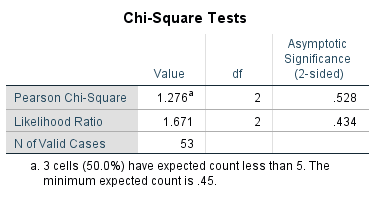 Chi-Square Tests
Value df Asymptotic Significance (2-sided)
Pearson Chi-Square 1.276a 2 .528
Likelihood Ratio 1.671 2 .434
N of Valid Cases 53
a. 3 cells (50.0%) have expected count less than 5. The
minimum expected count is .45.